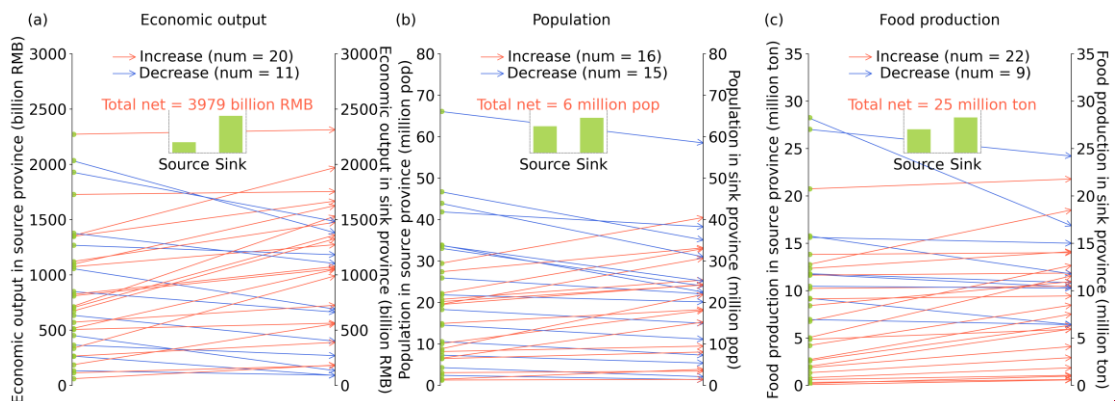 (a)
Economic output
Economic output in source province (billion RMB)
3000
2500
2000
1500
1000
500
0
Increase (num = 20)
Decrease (num = 11)
Total net = 3979 billion RMB
Source Sink
3000
2500
2000
1500
1000
500
0
Economic output in sink province (billion RMB)
(b)
Population
Population in source province (million pop)
80
70
60
50
40
30
20
10
0
Increase (num = 16)
Decrease (num = 15)
Total net = 6 million pop
Source Sink
80
70
60
50
40
30
20
10
0
Population in sink province (million pop)
(c)
Food production
Food production in source province (million ton)
35
30
25
20
15
10
5
0
Increase (num = 22)
Decrease (num = 9)
Total net = 25 million ton
Source Sink
35
30
25
20
15
10
5
0
Food production in sink province (million ton)